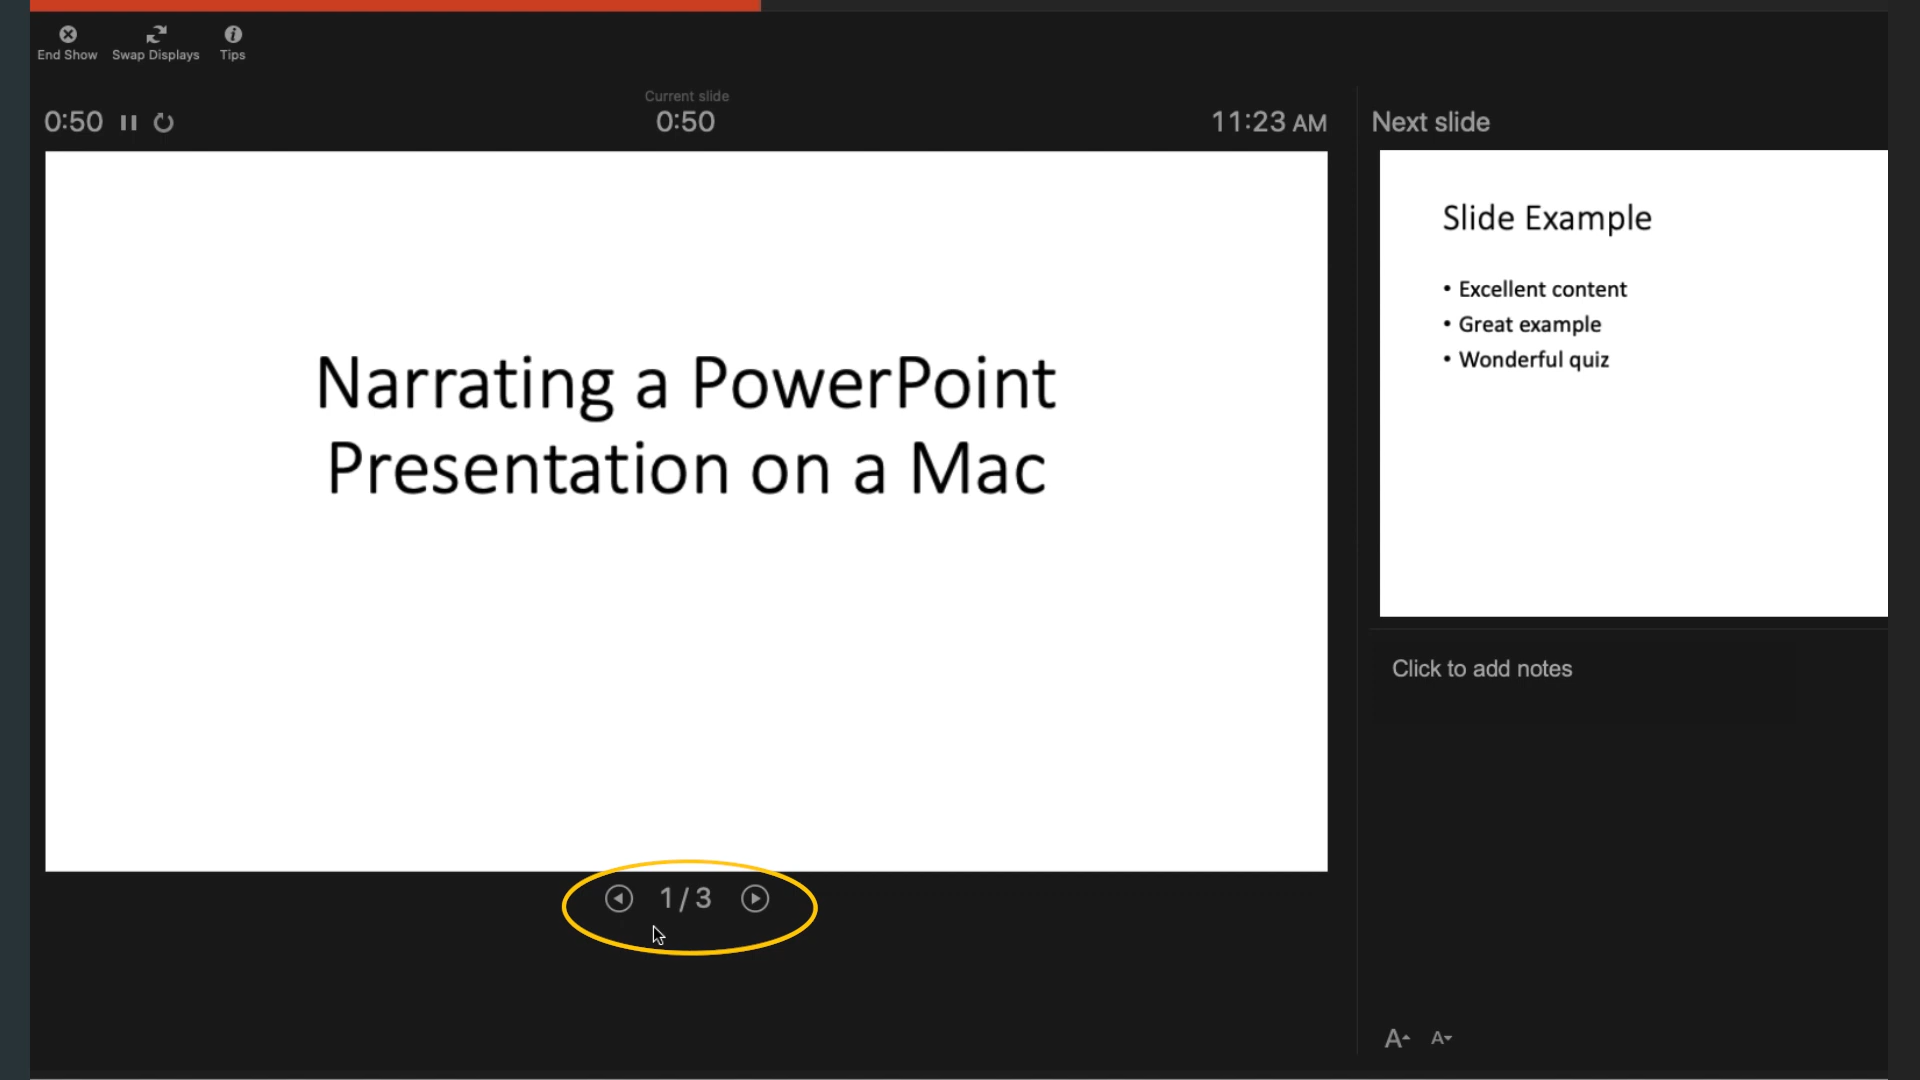 End Show
Swap Displays
Tips
Current slide
0:50
0:50
11:23 AM
Next slide
Narrating a PowerPoint
Presentation on a Mac
Slide Example
• Excellent content
• Great example
• Wonderful quiz
Click to add notes
1 / 3
A A